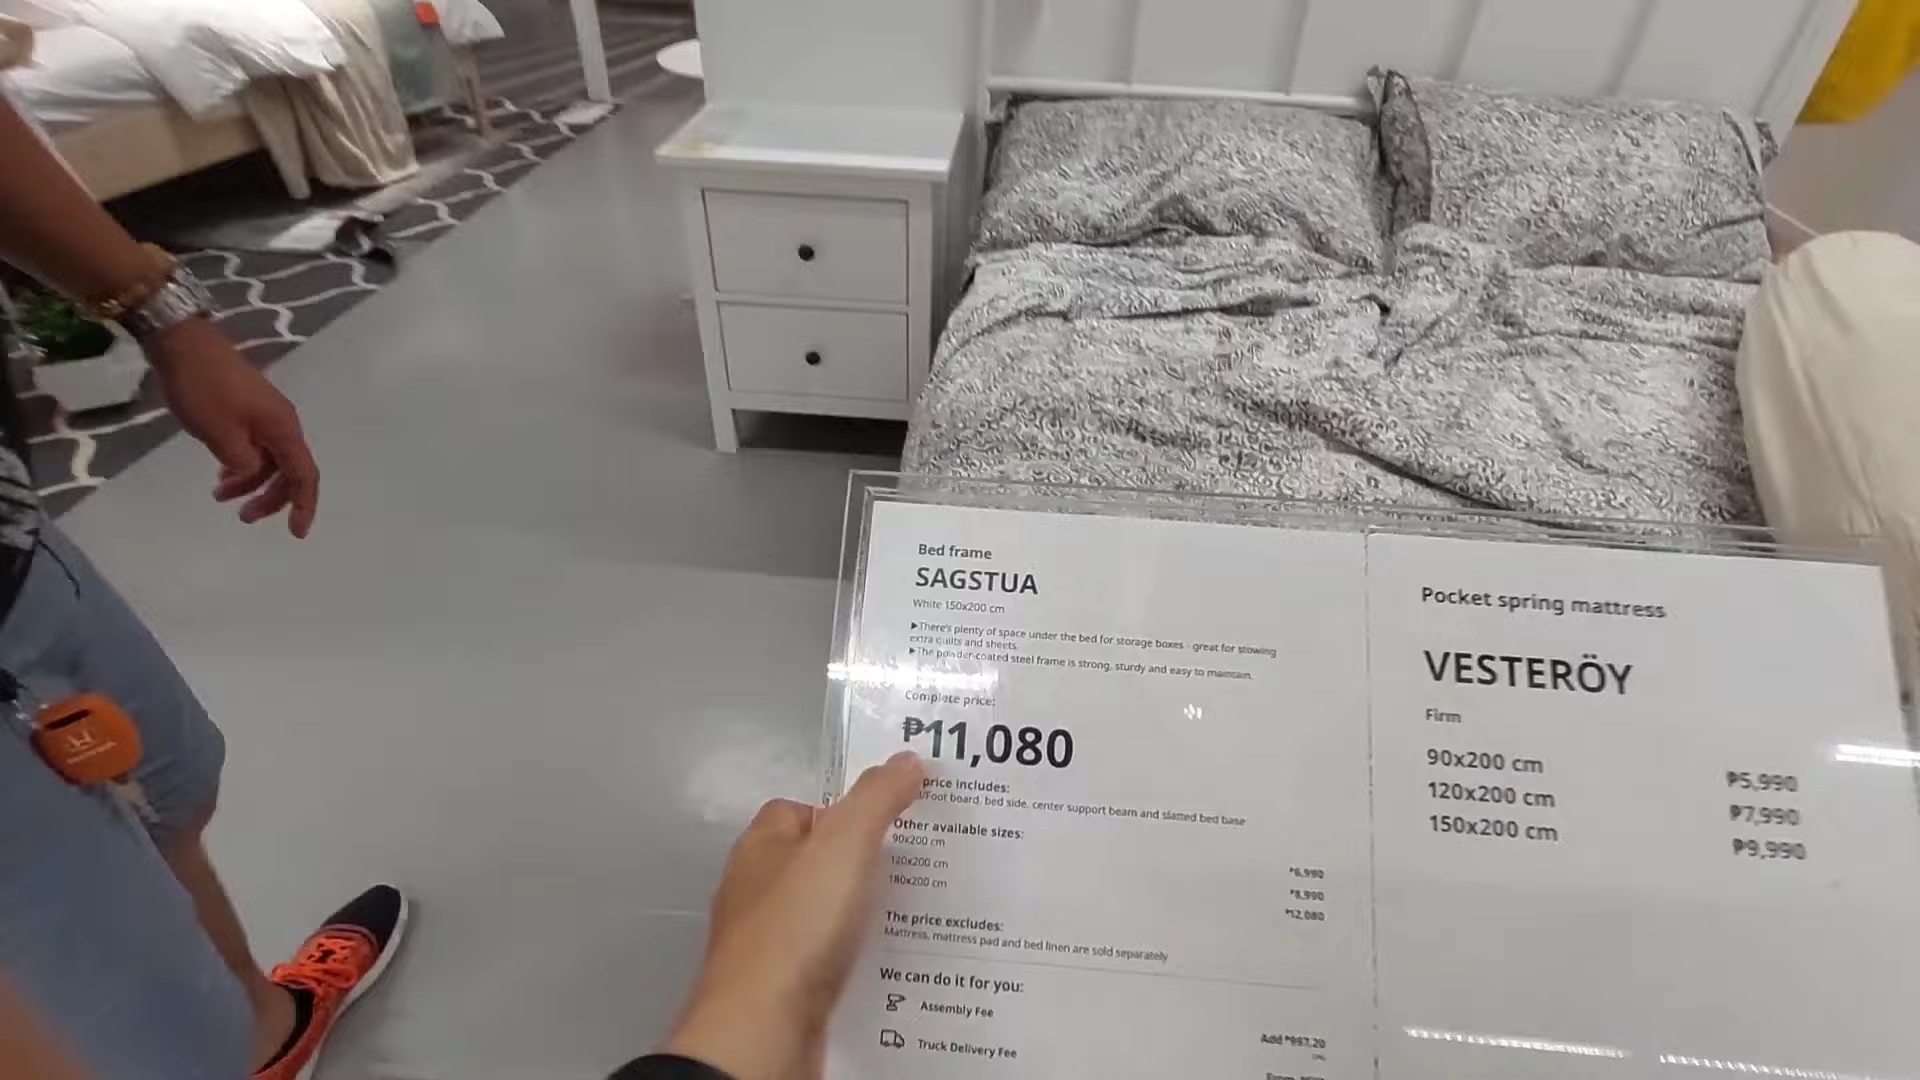 Bed frame
SAGSTUA
White 150x200 cm
►There's plenty of space under the bed for storage boxes - great for stowing
extra quilts and sheets.
►The powder-coated steel frame is strong, sturdy and easy to maintain.
Complete price:
₱11,080
price includes:
/Foot board, bed side, center support beam and slatted bed base
Other available sizes:
90x200 cm
₱6,990
120x200 cm
₱8,990
180x200 cm
₱12,080
The price excludes:
Mattress, mattress pad and bed linen are sold separately
We can do it for you:
Assembly Fee
Add ₱997.20
Truck Delivery Fee
Pocket spring mattress
VESTERÖY
Firm
90x200 cm ₱5,990
120x200 cm ₱7,990
150x200 cm ₱9,990